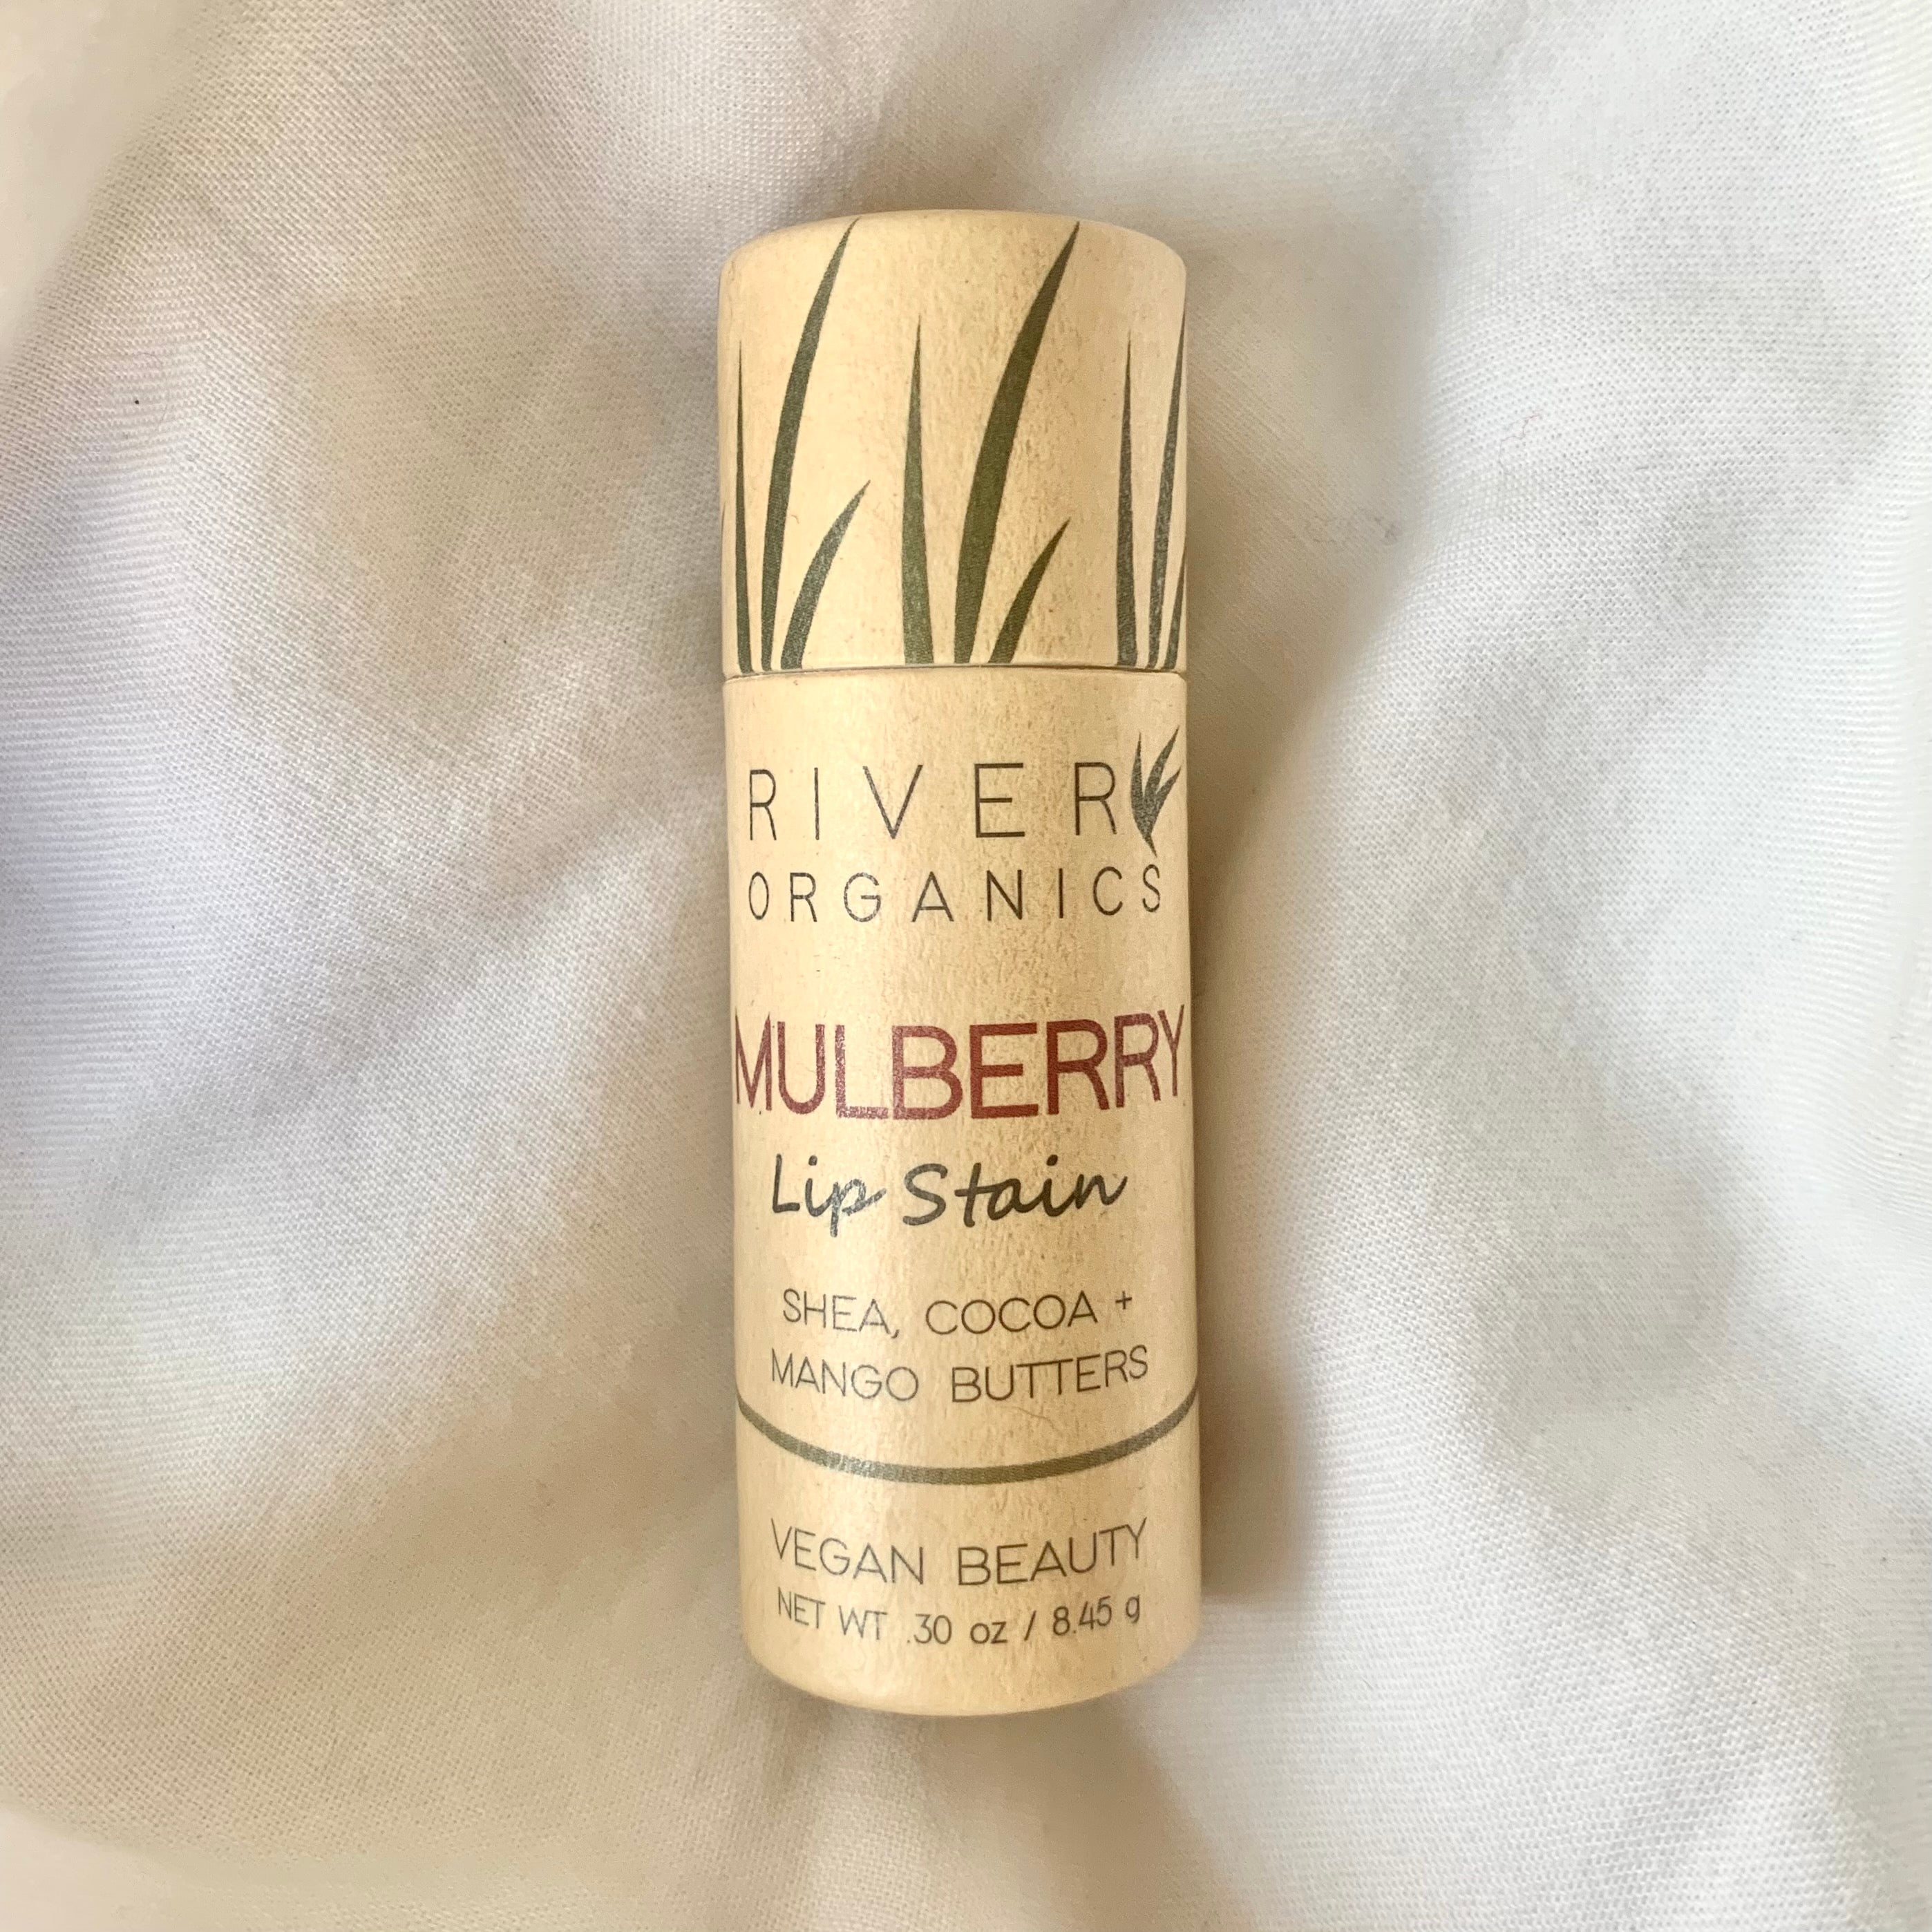 RIVER
ORGANICS
MULBERRY
Lip Stain
SHEA, COCOA +
MANGO BUTTERS
VEGAN BEAUTY
NET WT .30 oz / 8.45 g